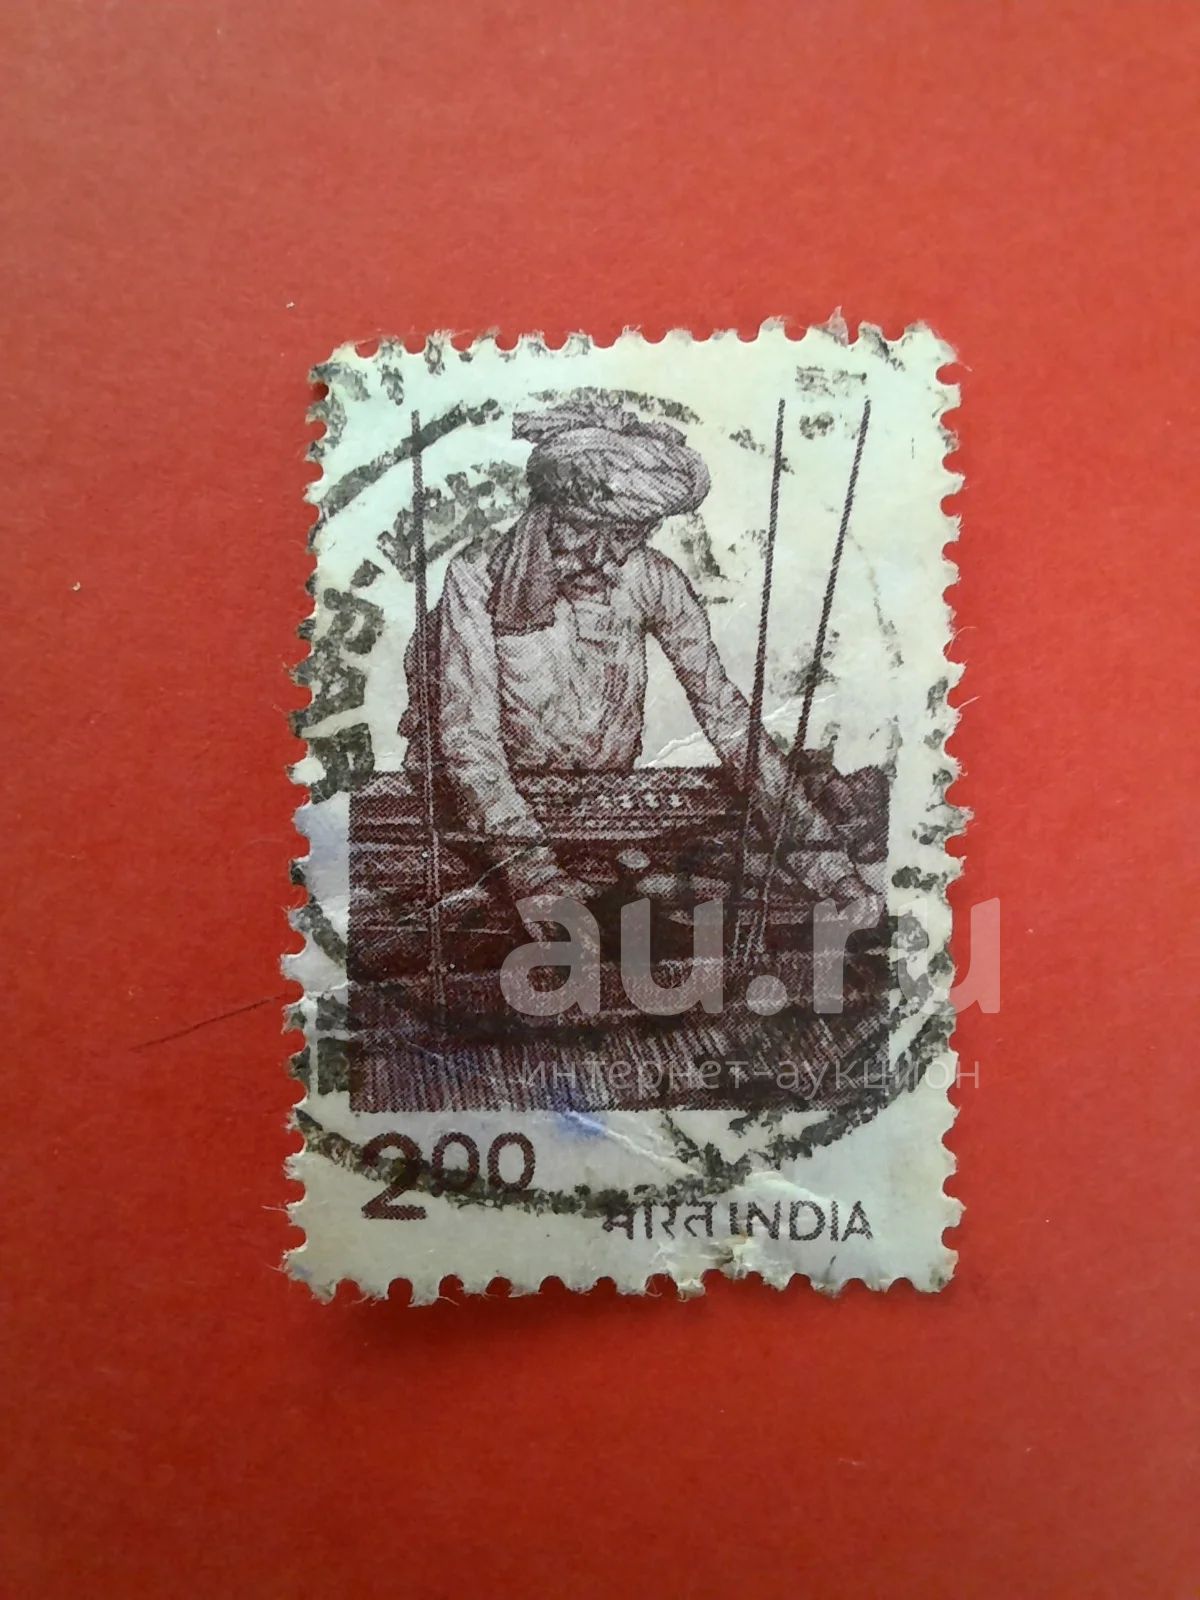 au.ru
интернет-аукцион
2.00
भारत INDIA